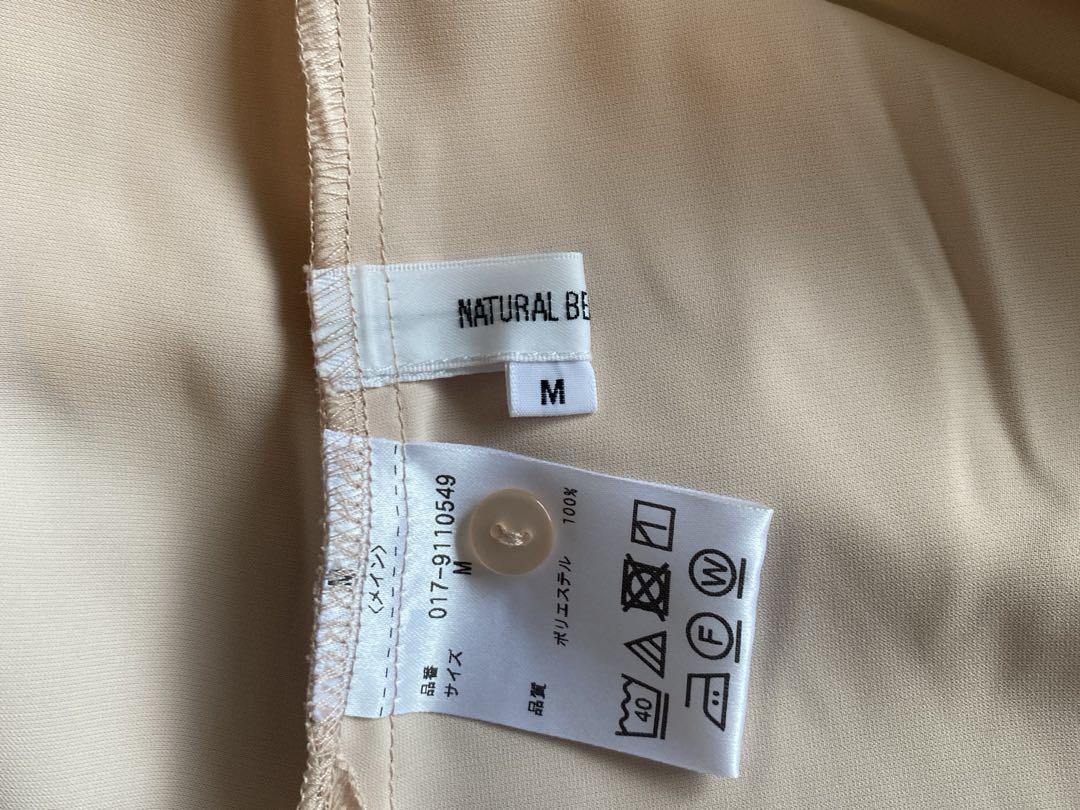 NATURAL BE
M
〈メイン〉
品番 017-9110549
サイズ M
品質
ポリエステル 100%
40
F W